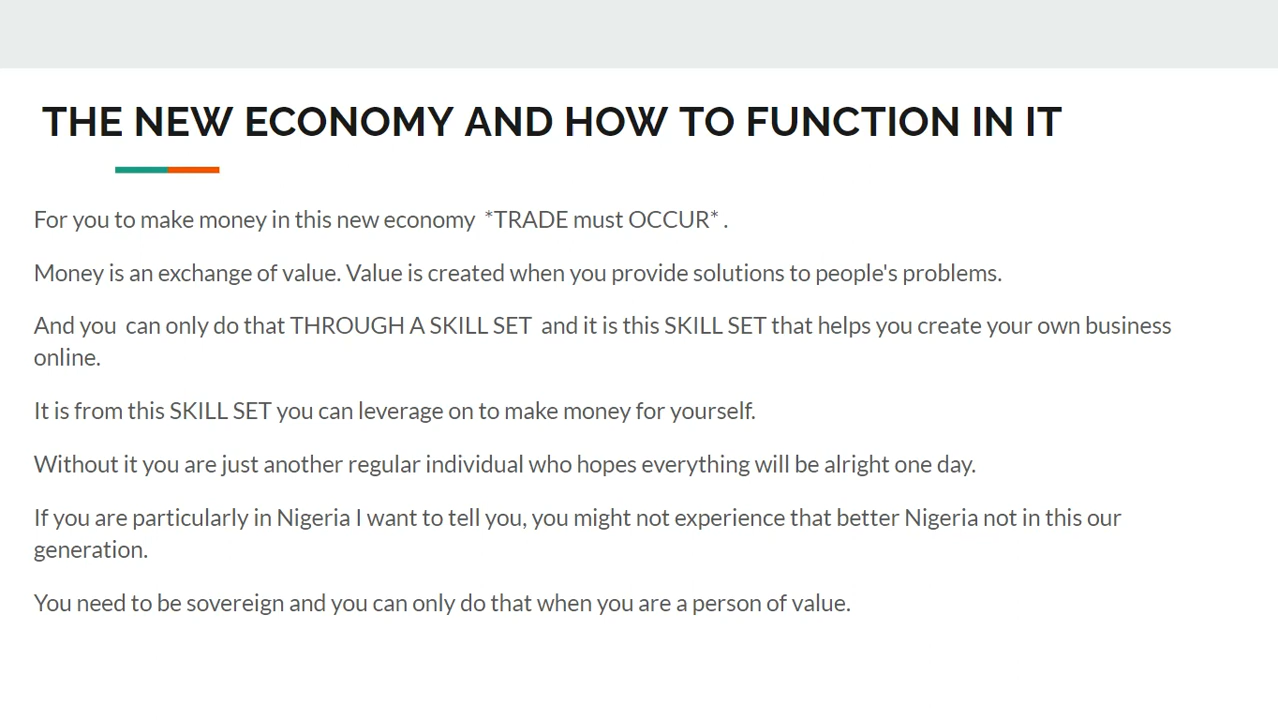 THE NEW ECONOMY AND HOW TO FUNCTION IN IT
For you to make money in this new economy  *TRADE must OCCUR* .
Money is an exchange of value. Value is created when you provide solutions to people's problems.
And you  can only do that THROUGH A SKILL SET  and it is this SKILL SET that helps you create your own business
online.
It is from this SKILL SET you can leverage on to make money for yourself.
Without it you are just another regular individual who hopes everything will be alright one day.
If you are particularly in Nigeria I want to tell you, you might not experience that better Nigeria not in this our
generation.
You need to be sovereign and you can only do that when you are a person of value.